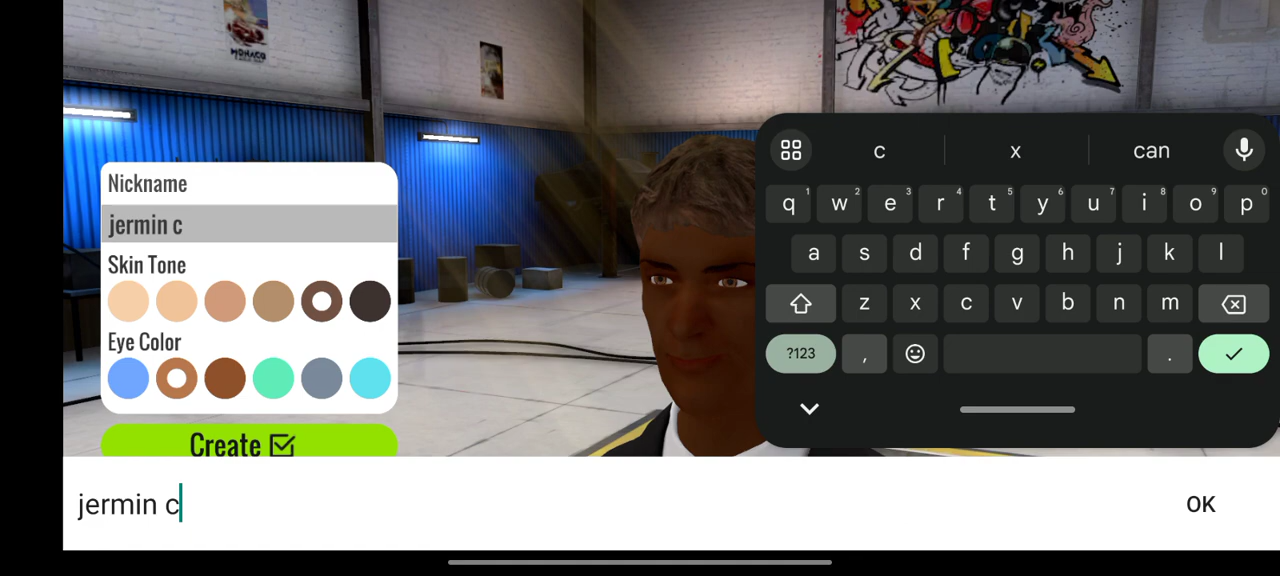 MONACO
Nickname
jermin c
Skin Tone
Eye Color
Create
c x can
q 1 w 2 e 3 r 4 t 5 y 6 u 7 i 8 o 9 p 0
a s d f g h j k l
z x c v b n m
?123 , .
jermin c
OK